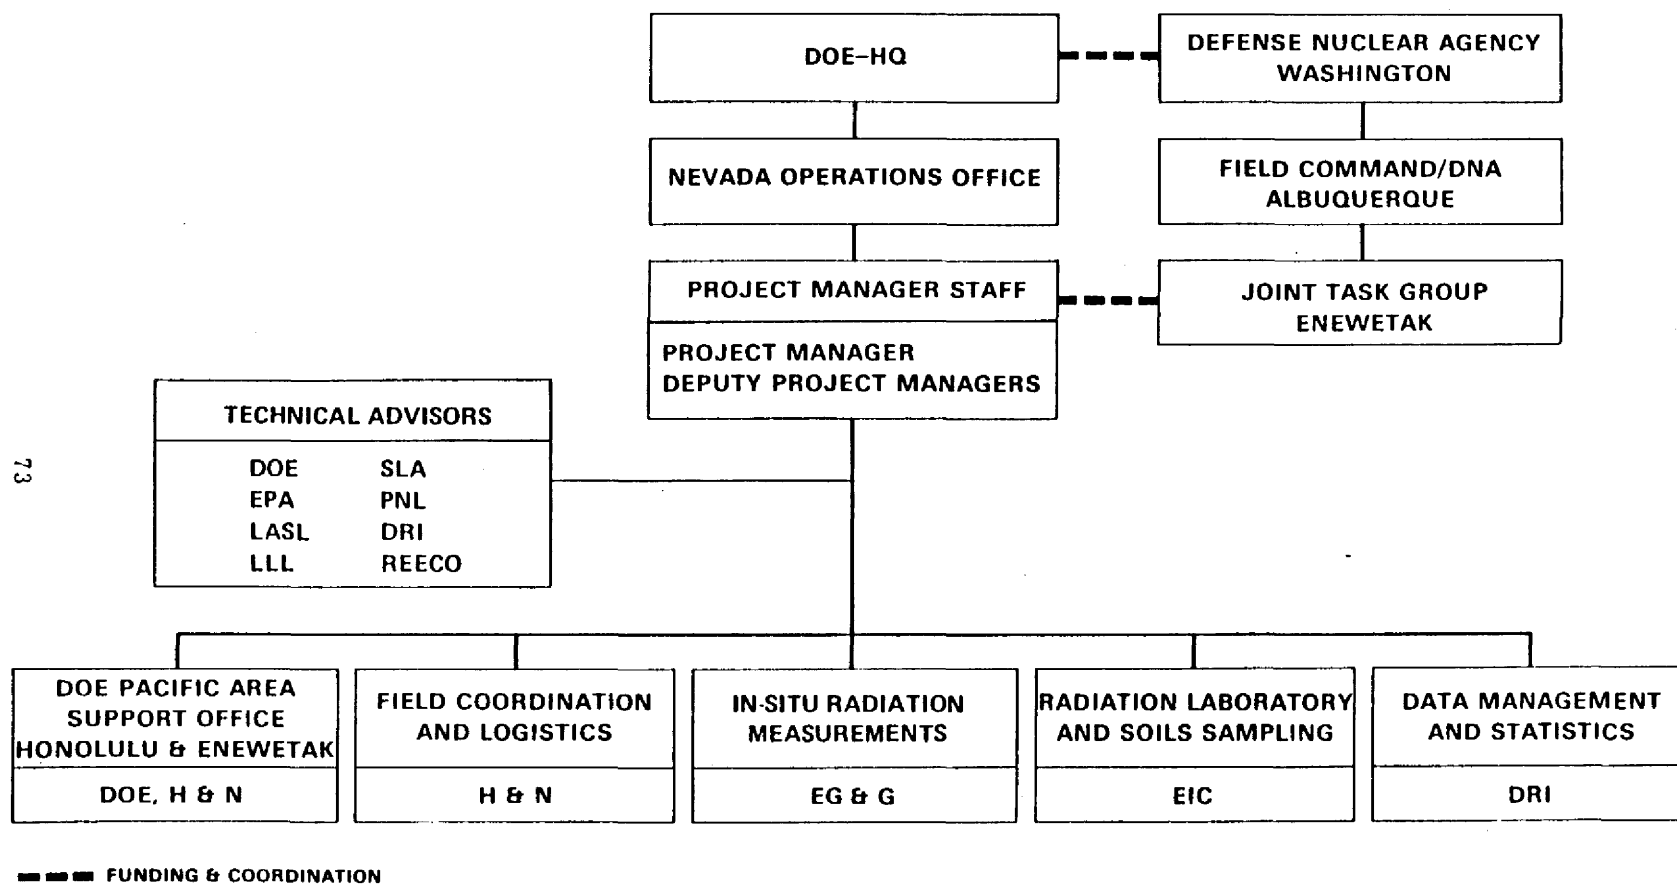 DOE-HQ
DEFENSE NUCLEAR AGENCY
WASHINGTON
NEVADA OPERATIONS OFFICE
FIELD COMMAND/DNA
ALBUQUERQUE
PROJECT MANAGER STAFF
JOINT TASK GROUP
ENEWETAK
PROJECT MANAGER
DEPUTY PROJECT MANAGERS
TECHNICAL ADVISORS
DOE SLA
EPA PNL
LASL DRI
LLL REECO
73
DOE PACIFIC AREA
SUPPORT OFFICE
HONOLULU & ENEWETAK
DOE, H & N
FIELD COORDINATION
AND LOGISTICS
H & N
IN-SITU RADIATION
MEASUREMENTS
EG & G
RADIATION LABORATORY
AND SOILS SAMPLING
EIC
DATA MANAGEMENT
AND STATISTICS
DRI
FUNDING & COORDINATION